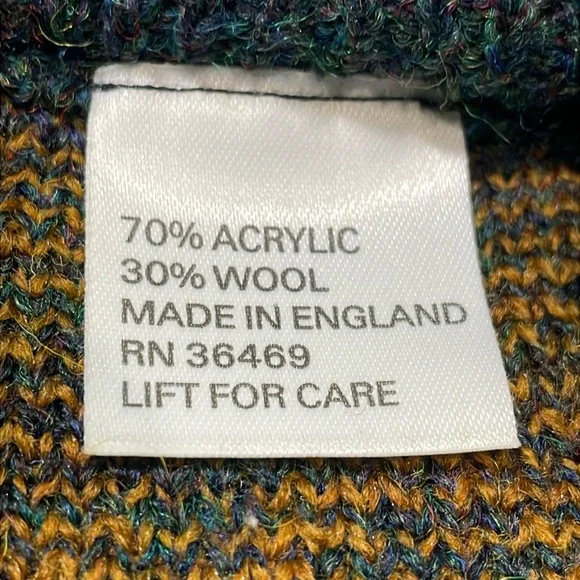 70% ACRYLIC
30% WOOL
MADE IN ENGLAND
RN 36469
LIFT FOR CARE